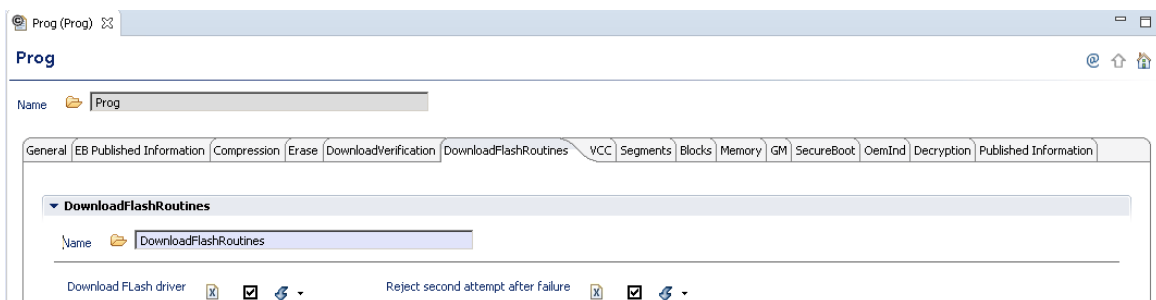 Prog (Prog)
Prog
Name Prog
General EB Published Information Compression Erase DownloadVerification DownloadFlashRoutines VCC Segments Blocks Memory GM SecureBoot OemInd Decryption Published Information
DownloadFlashRoutines
Name DownloadFlashRoutines
Download FLash driver Reject second attempt after failure